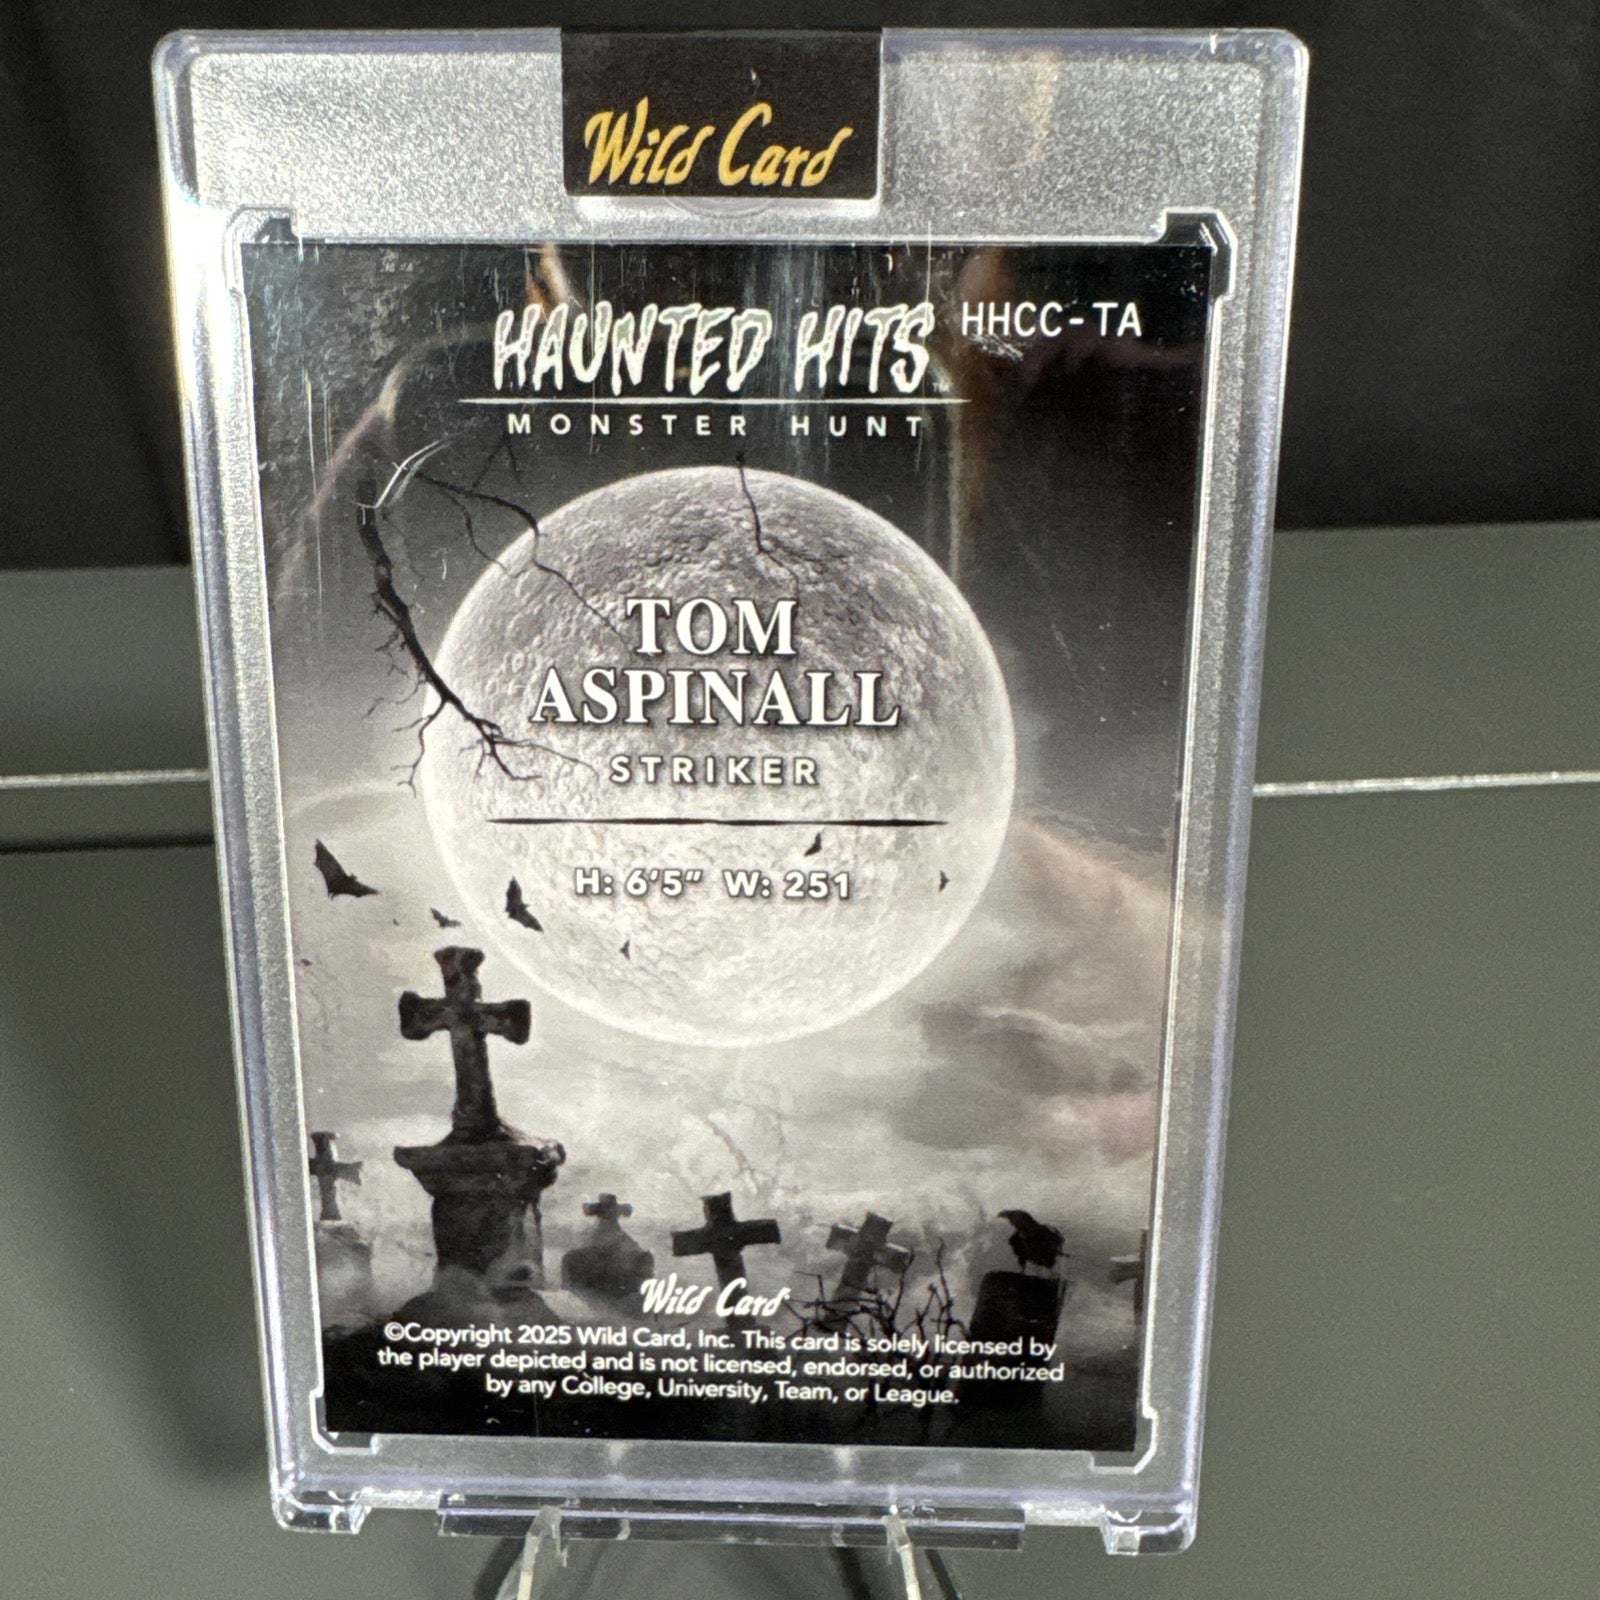 Wild Card
HAUNTED HITS™ HHCC-TA
MONSTER HUNT
TOM
ASPINALL
STRIKER
H: 6'5" W: 251
Wild Card
©Copyright 2025 Wild Card, Inc. This card is solely licensed by
the player depicted and is not licensed, endorsed, or authorized
by any College, University, Team, or League.